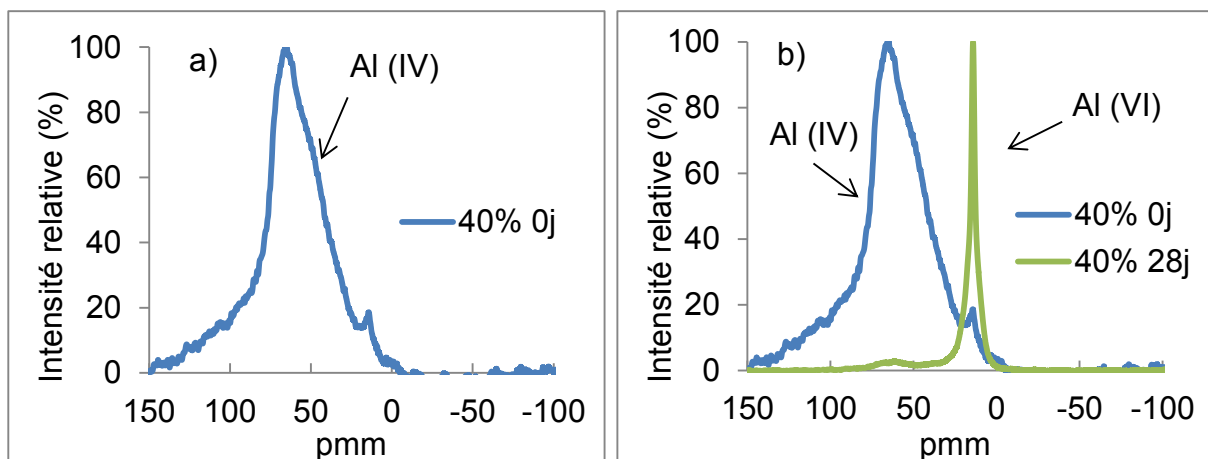 a)
Al (IV)
40% 0j
Intensité relative (%)
100
80
60
40
20
0
150 100 50 0 -50 -100
pmm
b)
Al (IV)
Al (VI)
40% 0j
40% 28j
Intensité relative (%)
100
80
60
40
20
0
150 100 50 0 -50 -100
pmm